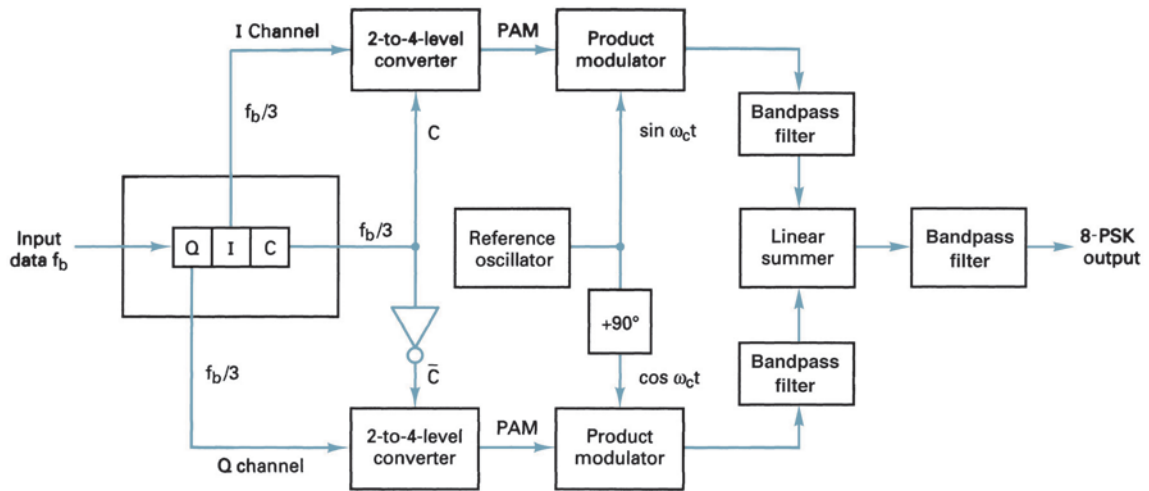 I Channel
2-to-4-level
converter
PAM
Product
modulator
f_b/3
Bandpass
filter
C
sin ω_ct
Input
data f_b
Q I C
f_b/3
Reference
oscillator
Linear
summer
Bandpass
filter
8-PSK
output
+90°
f_b/3
C̄
cos ω_ct
Bandpass
filter
Q channel
2-to-4-level
converter
PAM
Product
modulator